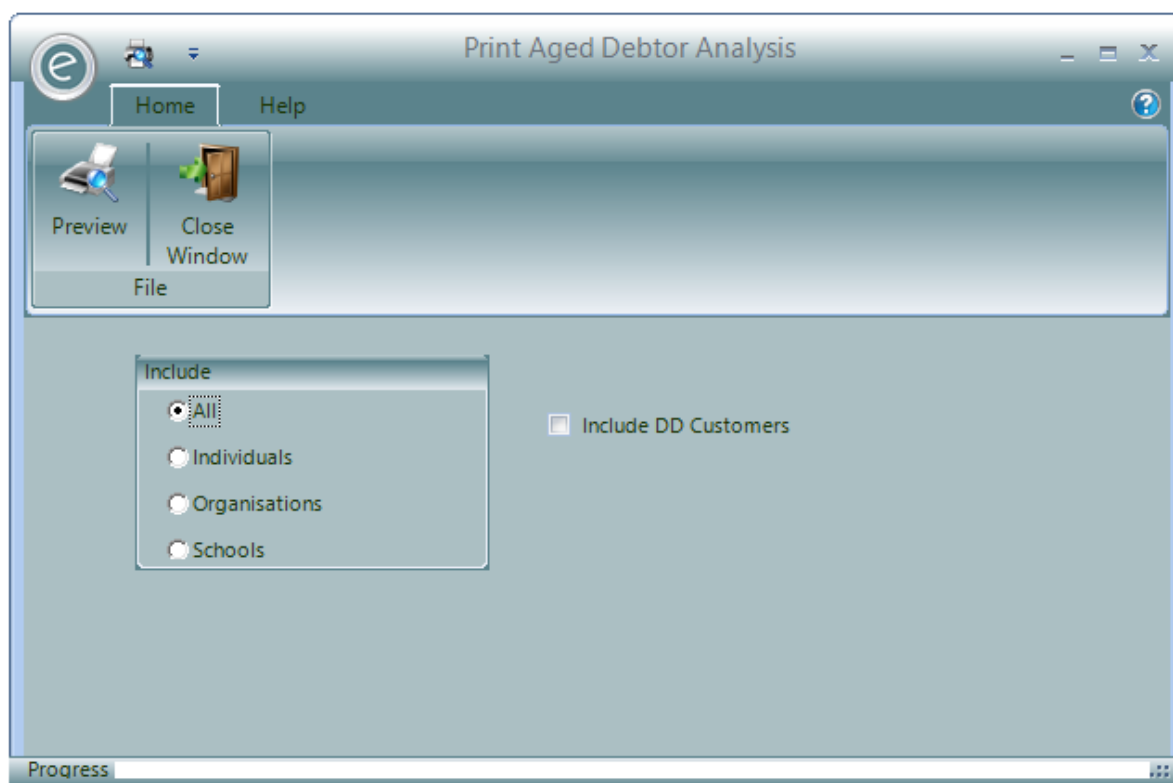 e
Print Aged Debtor Analysis
Home Help
Preview
Close
Window
File
Include
All
Individuals
Organisations
Schools
Include DD Customers
Progress